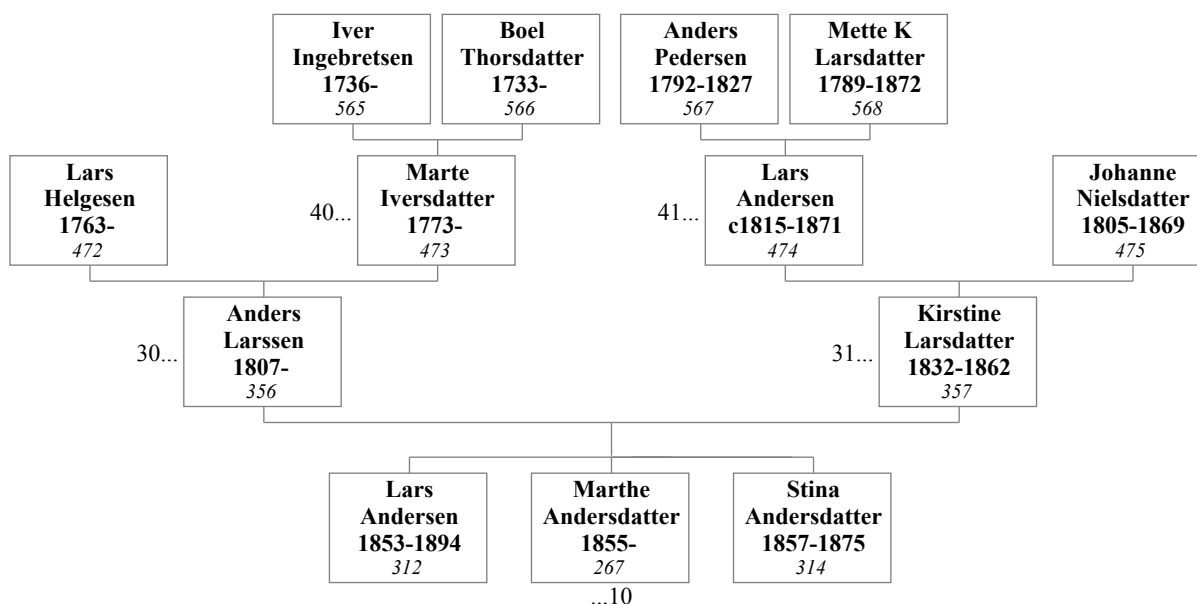 Iver
Ingebretsen
1736-
565
Boel
Thorsdatter
1733-
566
Anders
Pedersen
1792-1827
567
Mette K
Larsdatter
1789-1872
568
Lars
Helgesen
1763-
472
40...
Marte
Iversdatter
1773-
473
41...
Lars
Andersen
c1815-1871
474
Johanne
Nielsdatter
1805-1869
475
30...
Anders
Larssen
1807-
356
31...
Kirstine
Larsdatter
1832-1862
357
Lars
Andersen
1853-1894
312
Marthe
Andersdatter
1855-
267
...10
Stina
Andersdatter
1857-1875
314